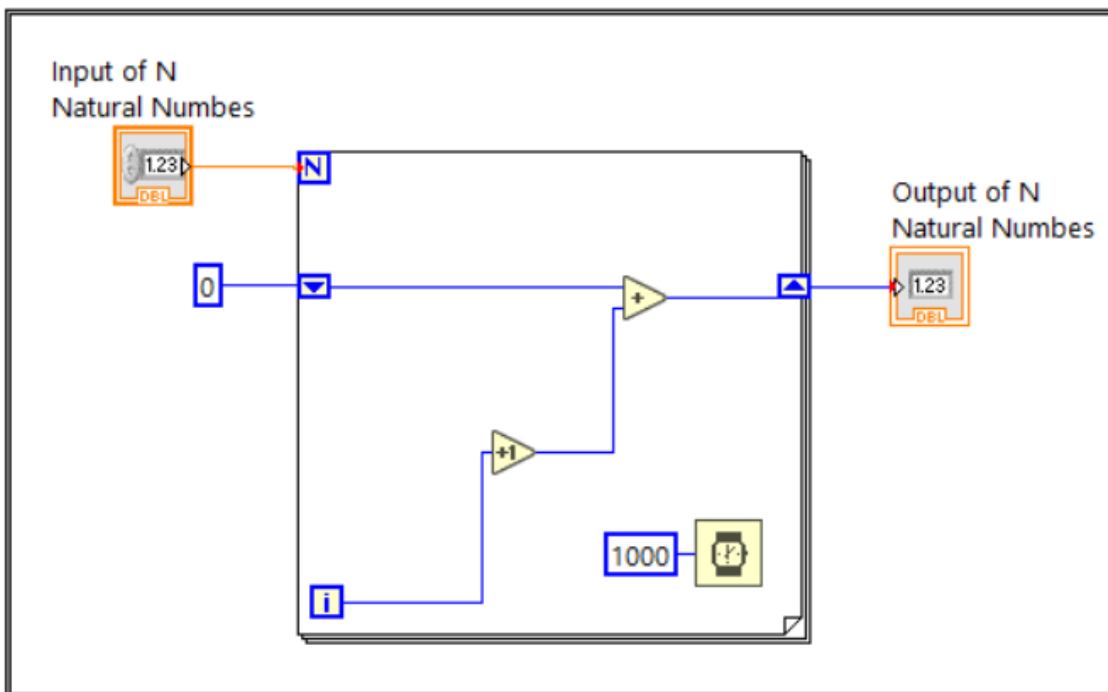 Input of N
Natural Numbes
1.23
DBL
N
0
+
Output of N
Natural Numbes
1.23
DBL
+1
1000
i